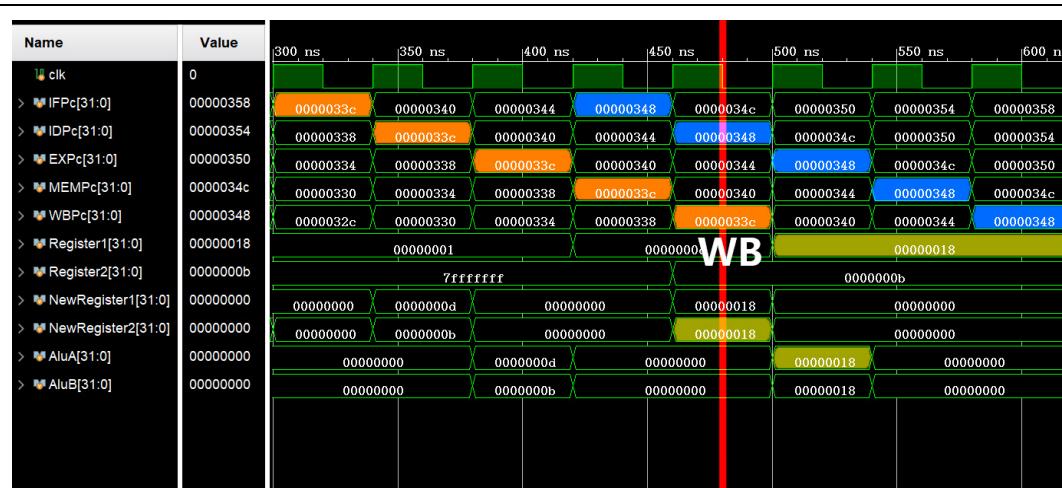 Name Value
300 ns 350 ns 400 ns 450 ns 500 ns 550 ns 600 n
clk 0
IFPc[31:0] 00000358 0000033c 00000340 00000344 00000348 0000034c 00000350 00000354 00000358
IDPc[31:0] 00000354 00000338 0000033c 00000340 00000344 00000348 0000034c 00000350 00000354
EXPc[31:0] 00000350 00000334 00000338 0000033c 00000340 00000344 00000348 0000034c 00000350
MEMPc[31:0] 0000034c 00000330 00000334 00000338 0000033c 00000340 00000344 00000348 0000034c
WBPc[31:0] 00000348 0000032c 00000330 00000334 00000338 0000033c 00000340 00000344 00000348
Register1[31:0] 00000018 00000001 00000018
WB
Register2[31:0] 0000000b 7fffffff 0000000b
NewRegister1[31:0] 00000000 00000000 0000000d 00000000 00000018 00000000
NewRegister2[31:0] 00000000 00000000 0000000b 00000000 00000018 00000000
AluA[31:0] 00000000 00000000 0000000d 00000000 00000018 00000000
AluB[31:0] 00000000 00000000 0000000b 00000000 00000018 00000000